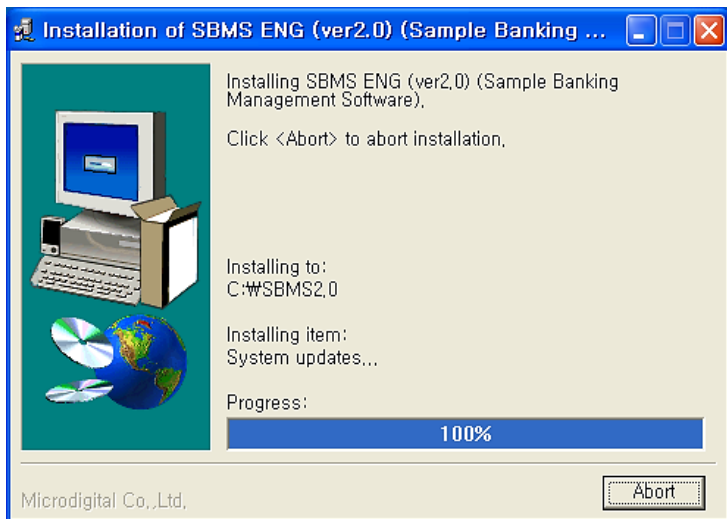 Installation of SBMS ENG (ver2.0) (Sample Banking ...
Installing SBMS ENG (ver2.0) (Sample Banking
Management Software).
Click <Abort> to abort installation.
Installing to:
C:₩SBMS2.0
Installing item:
System updates...
Progress:
100%
Microdigital Co.,Ltd.
Abort